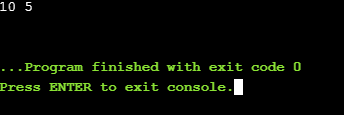 10 5
...Program finished with exit code 0
Press ENTER to exit console.